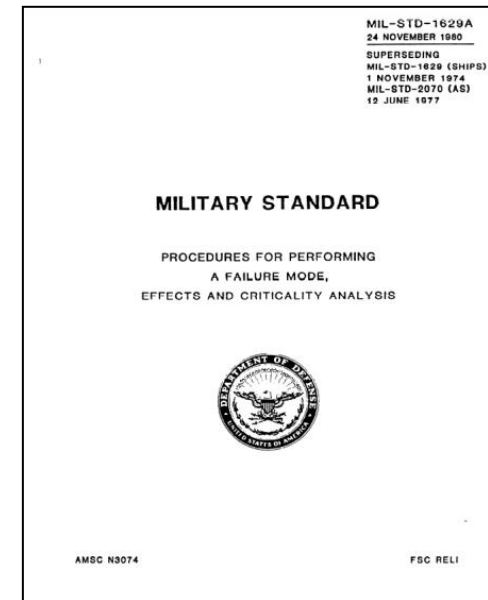 MIL-STD-1629A
24 NOVEMBER 1980
SUPERSEDING
MIL-STD-1629 (SHIPS)
1 NOVEMBER 1974
MIL-STD-2070 (AS)
12 JUNE 1977
MILITARY STANDARD
PROCEDURES FOR PERFORMING
A FAILURE MODE,
EFFECTS AND CRITICALITY ANALYSIS
DEPARTMENT OF DEFENSE
UNITED STATES OF AMERICA
AMSC N3074
FSC RELI